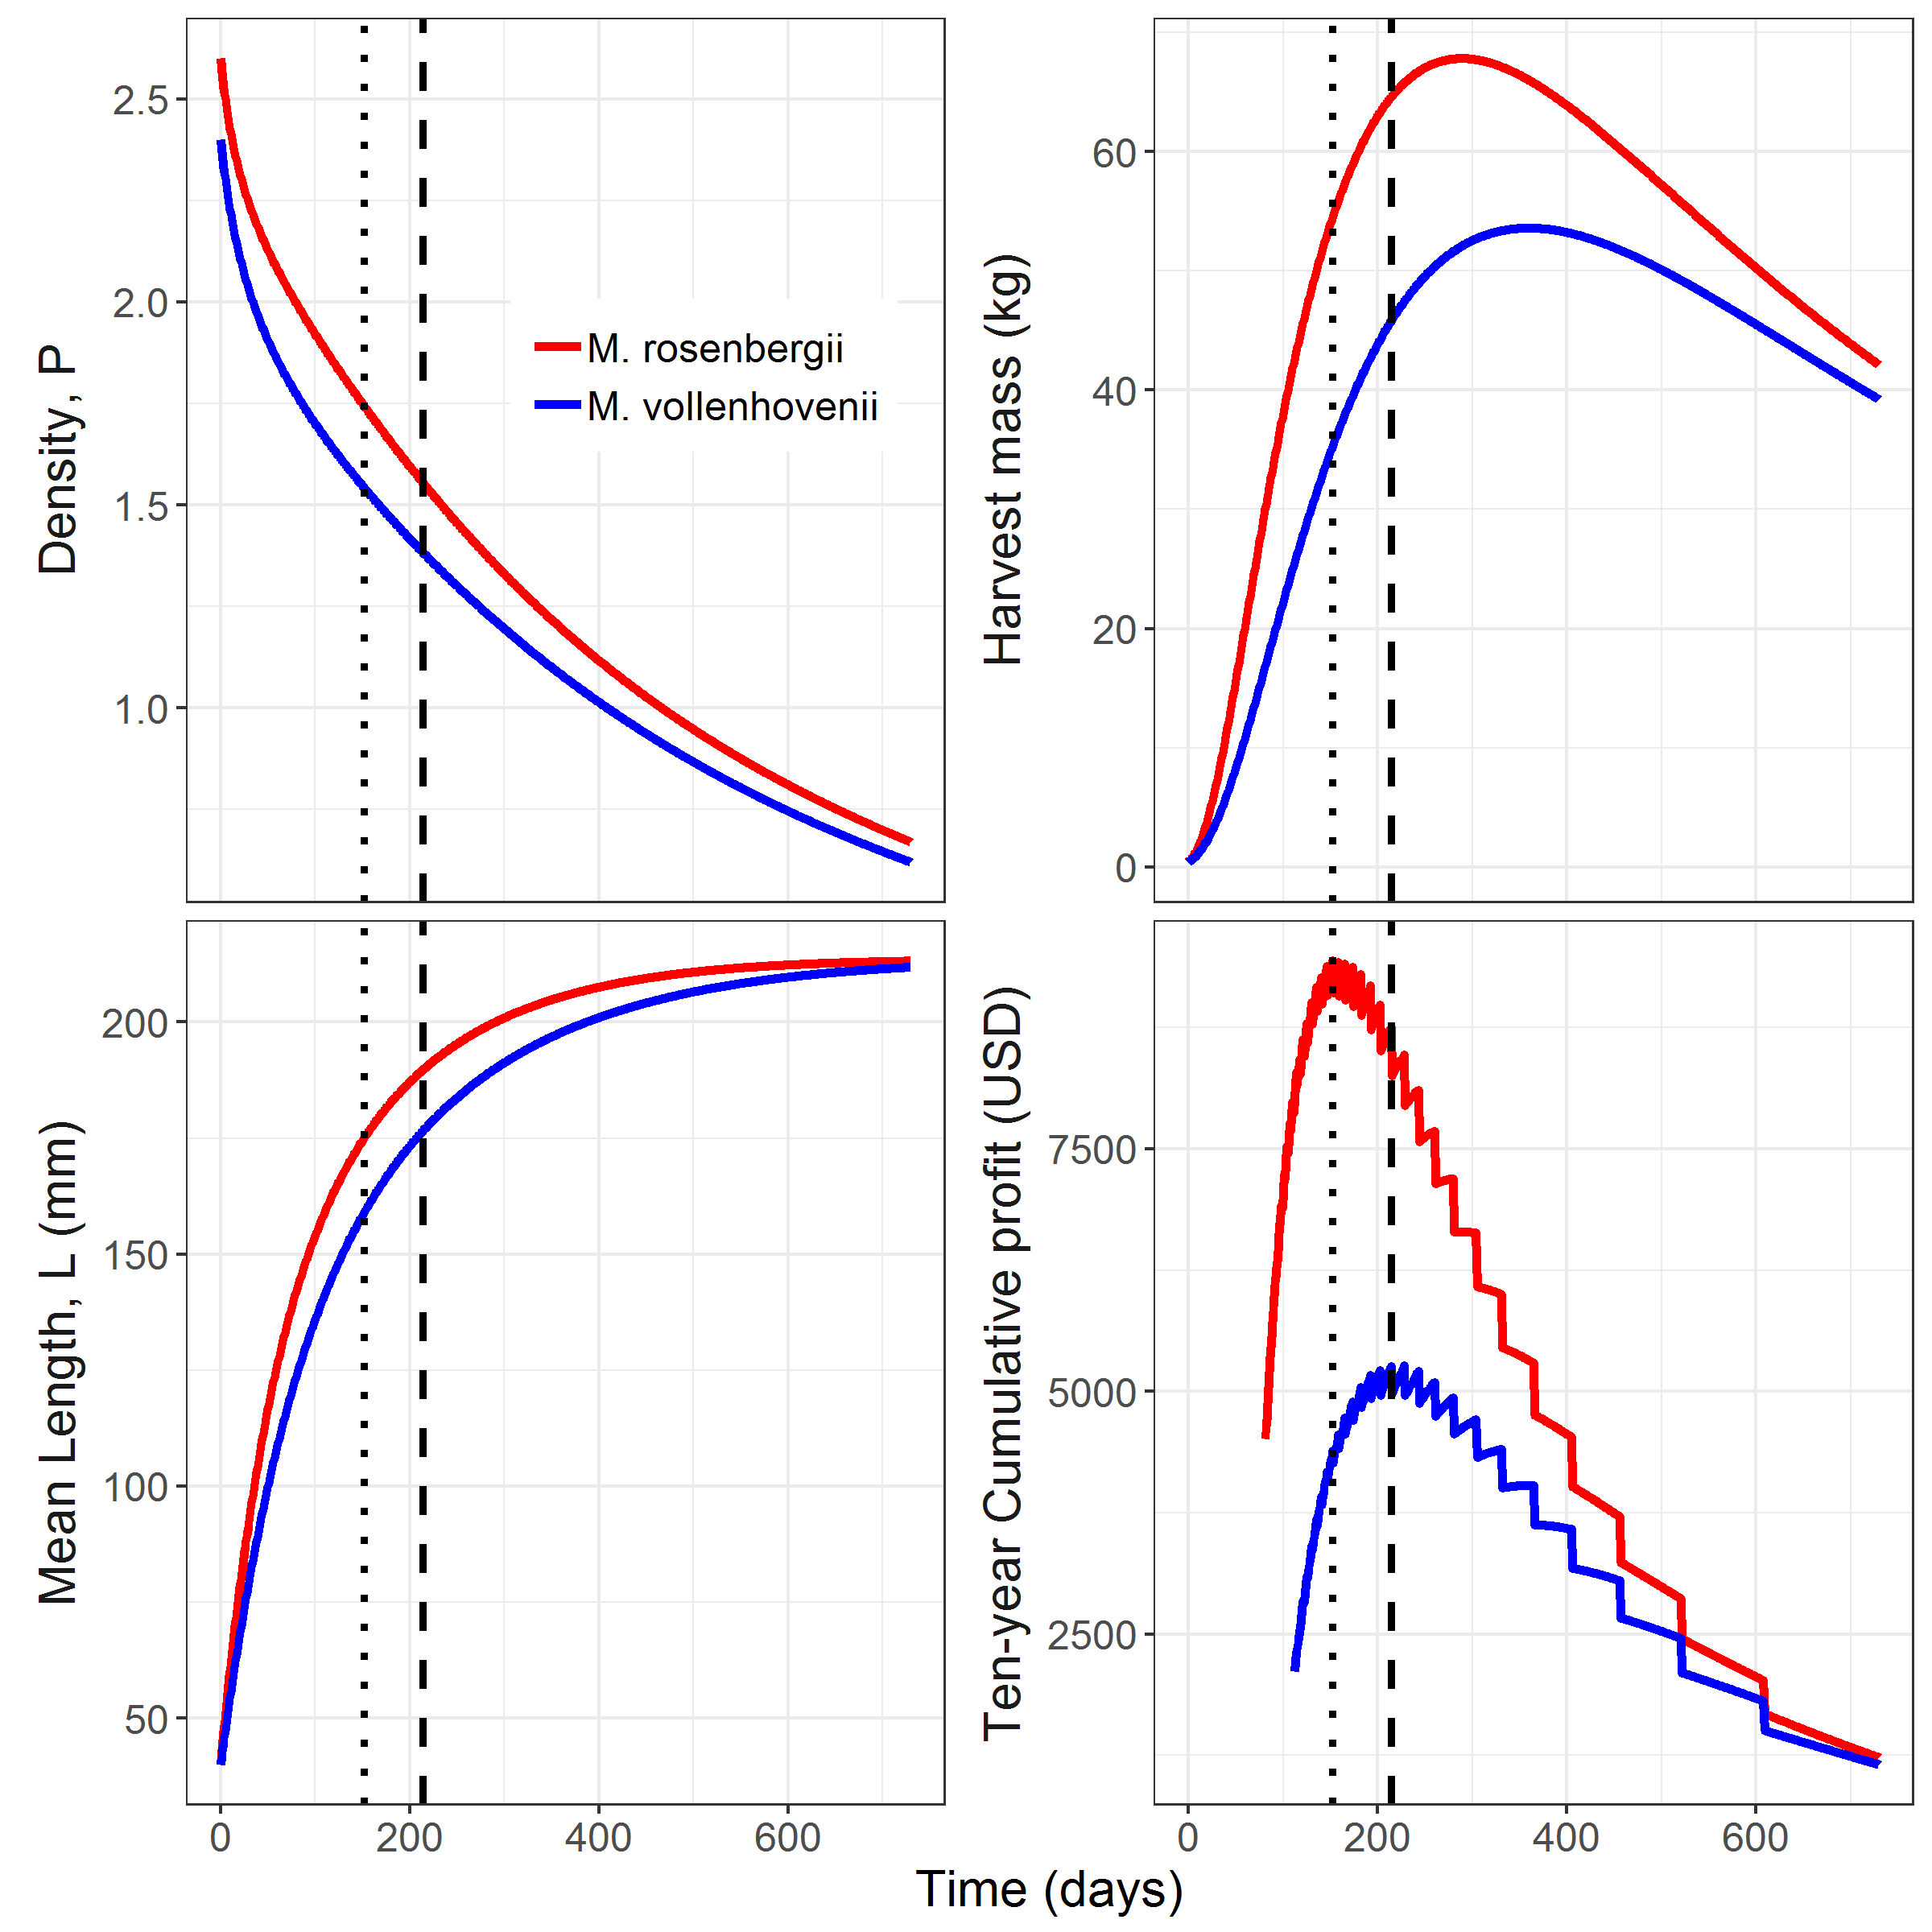 Density, P
2.5
2.0
1.5
1.0
M. rosenbergii
M. vollenhovenii
Harvest mass (kg)
60
40
20
0
Mean Length, L (mm)
200
150
100
50
0 200 400 600
Ten-year Cumulative profit (USD)
7500
5000
2500
0 200 400 600
Time (days)